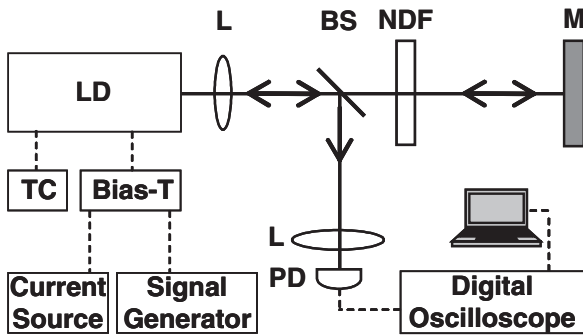 L
BS
NDF
M
LD
TC
Bias-T
L
PD
Current
Source
Signal
Generator
Digital
Oscilloscope